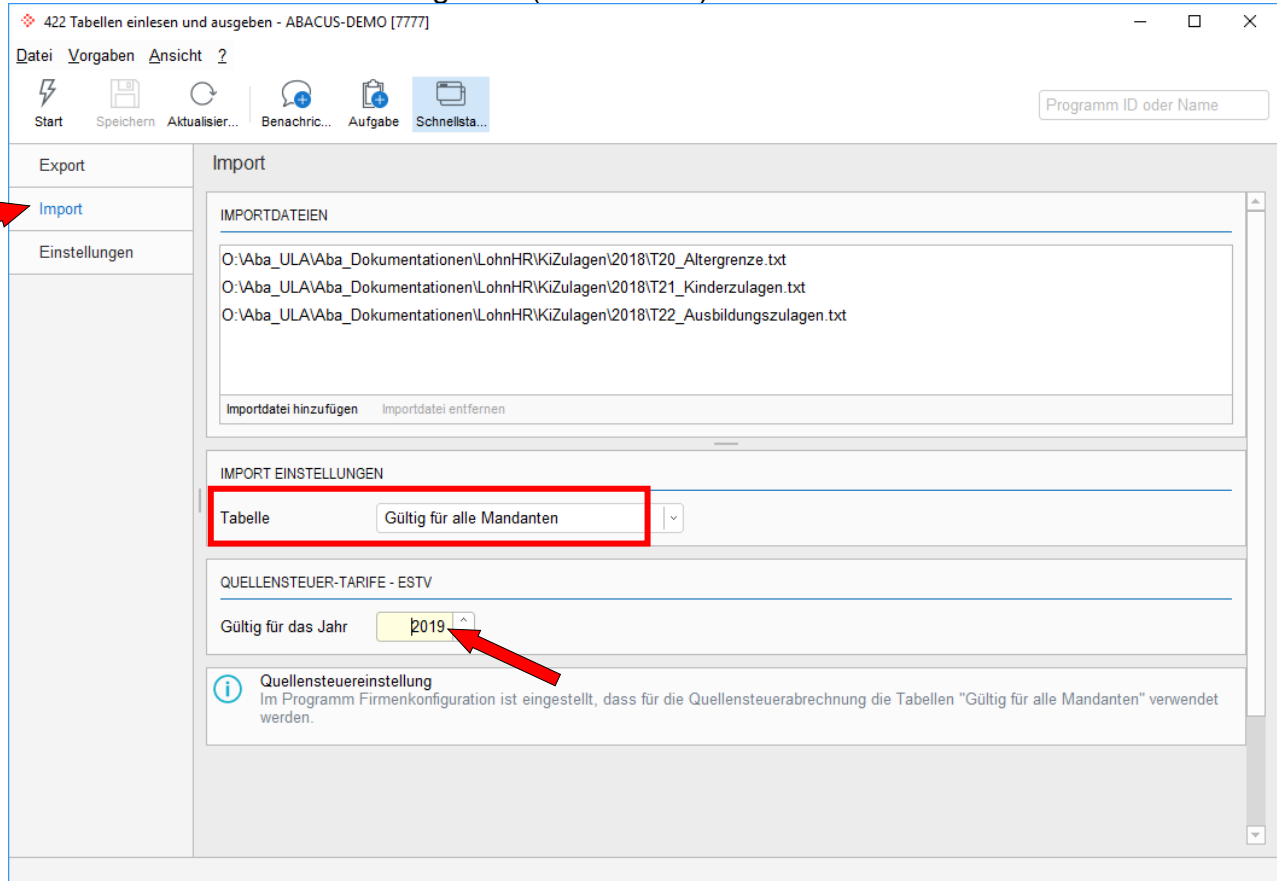 422 Tabellen einlesen und ausgeben - ABACUS-DEMO [7777]
Datei Vorgaben Ansicht ?
Start Speichern Aktualisier... Benachric... Aufgabe Schnellsta...
Programm ID oder Name
Export
Import
Einstellungen
Import
IMPORTDATEIEN
O:\Aba_ULA\Aba_Dokumentationen\LohnHR\KiZulagen\2018\T20_Altergrenze.txt
O:\Aba_ULA\Aba_Dokumentationen\LohnHR\KiZulagen\2018\T21_Kinderzulagen.txt
O:\Aba_ULA\Aba_Dokumentationen\LohnHR\KiZulagen\2018\T22_Ausbildungszulagen.txt
Importdatei hinzufügen Importdatei entfernen
IMPORT EINSTELLUNGEN
Tabelle Gültig für alle Mandanten
QUELLENSTEUER-TARIFE - ESTV
Gültig für das Jahr 2019
Quellensteuereinstellung
Im Programm Firmenkonfiguration ist eingestellt, dass für die Quellensteuerabrechnung die Tabellen "Gültig für alle Mandanten" verwendet
werden.